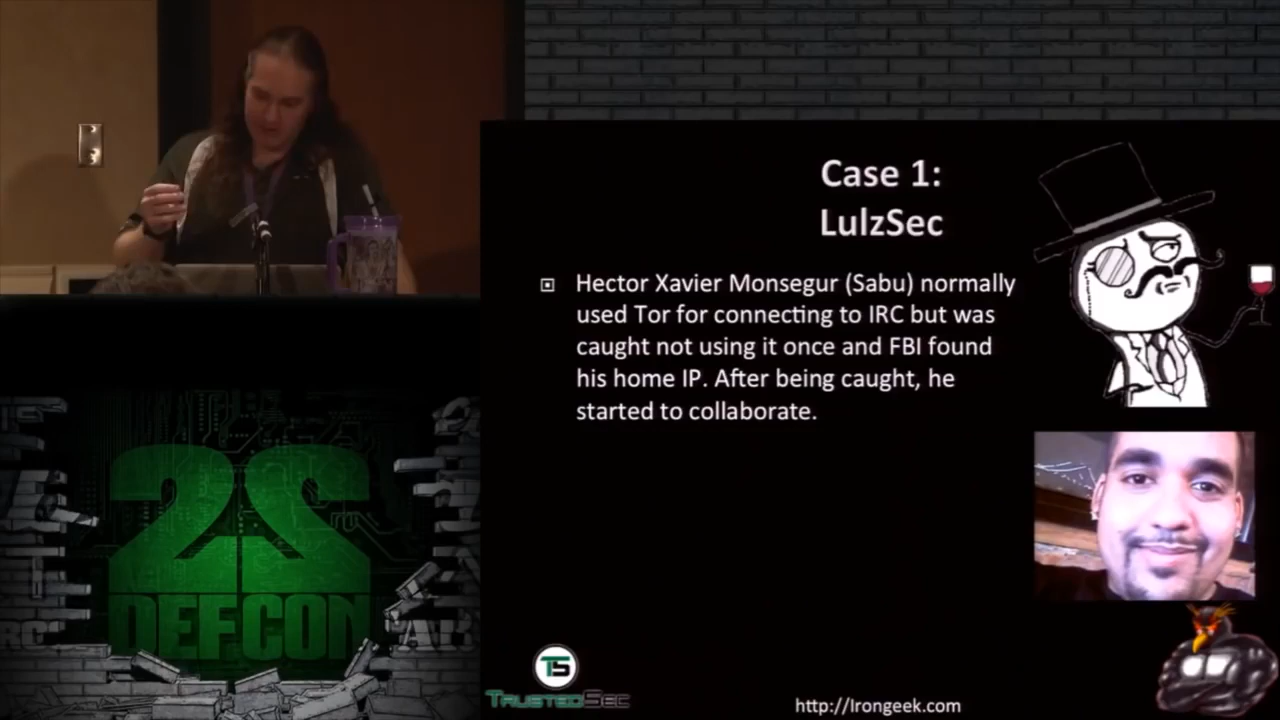 Case 1:
LulzSec
Hector Xavier Monsegur (Sabu) normally
used Tor for connecting to IRC but was
caught not using it once and FBI found
his home IP. After being caught, he
started to collaborate.
22
DEFCON
TS
TRUSTEDSEC
http://Irongeek.com